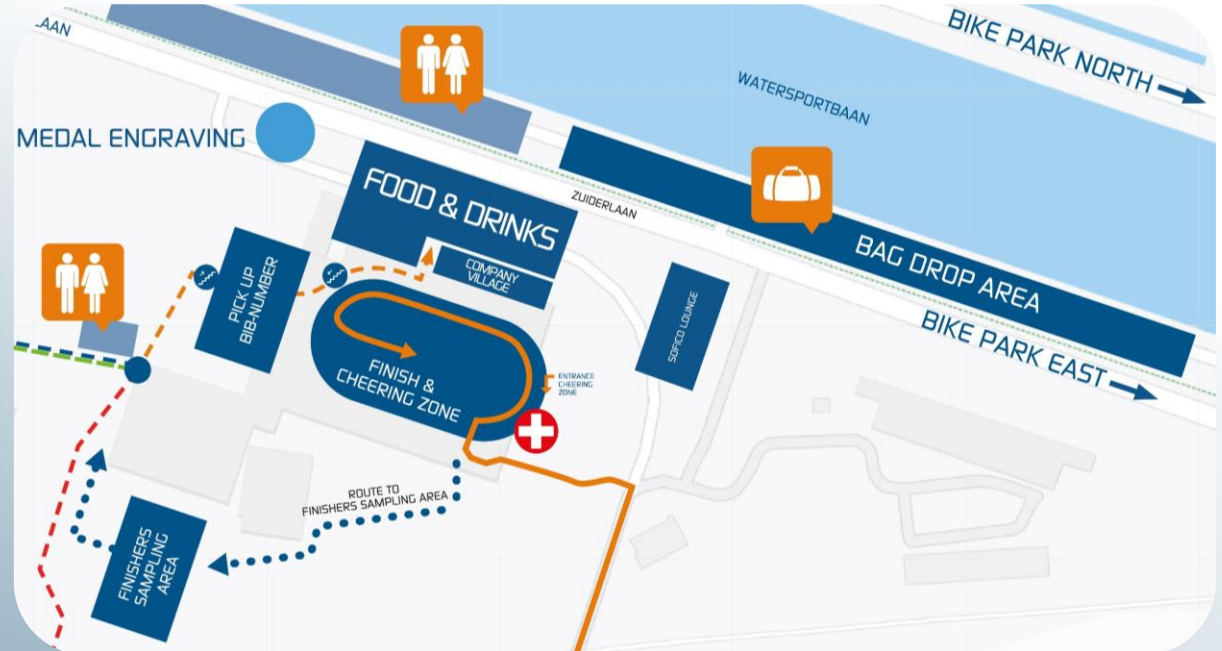 LAAN
BIKE PARK NORTH
WATERSPORTBAAN
MEDAL ENGRAVING
FOOD & DRINKS
ZUIDERLAAN
COMPANY
VILLAGE
PICK UP
BIB-NUMBER
BAG DROP AREA
SOFICO LOUNGE
BIKE PARK EAST
FINISH &
CHEERING ZONE
ENTRANCE
CHEERING
ZONE
ROUTE TO
FINISHERS SAMPLING AREA
FINISHERS
SAMPLING
AREA